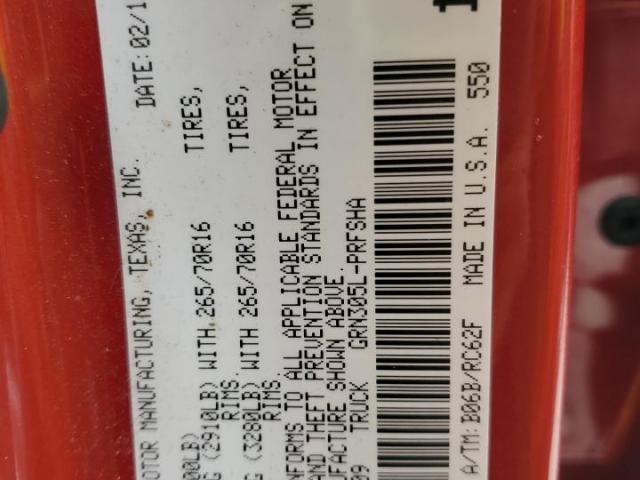 OTOR MANUFACTURING, TEXAS, INC. DATE: 02/1
00LB)
G (2910LB) WITH 265/70R16 TIRES,
RIMS.
G (3280LB) WITH 265/70R16 TIRES,
RIMS.
NFORMS TO ALL APPLICABLE FEDERAL MOTOR
AND THEFT PREVENTION STANDARDS IN EFFECT ON
UFACTURE SHOWN ABOVE.
09 TRUCK GRN305L-PRFSHA
A/TM: B06B/RC62F MADE IN U.S.A. 550